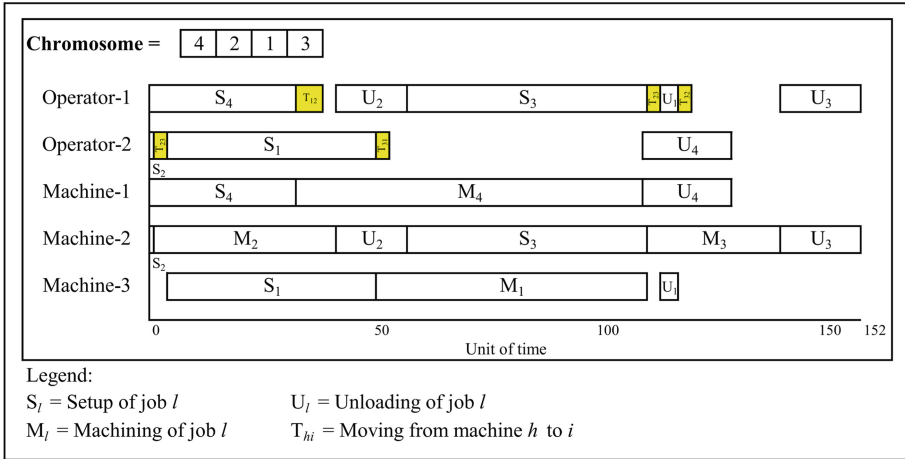 Chromosome = 4 2 1 3
Operator-1 S4 T12 U2 S3 T23 U1 T32 U3
Operator-2 T23 S1 T31 U4
S2
Machine-1 S4 M4 U4
Machine-2 M2 U2 S3 M3 U3
S2
Machine-3 S1 M1 U1
0 50 100 150 152
Unit of time
Legend:
Sl = Setup of job l Ul = Unloading of job l
Ml = Machining of job l Thi = Moving from machine h to i